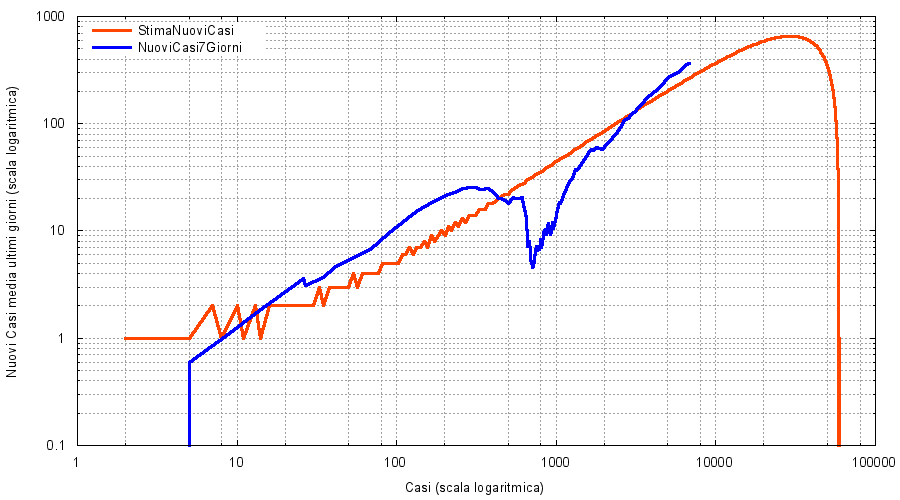 1000
100
10
1
0.1
StimaNuoviCasi
NuoviCasi7Giorni
Nuovi Casi media ultimi giorni (scala logaritmica)
1 10 100 1000 10000 100000
Casi (scala logaritmica)